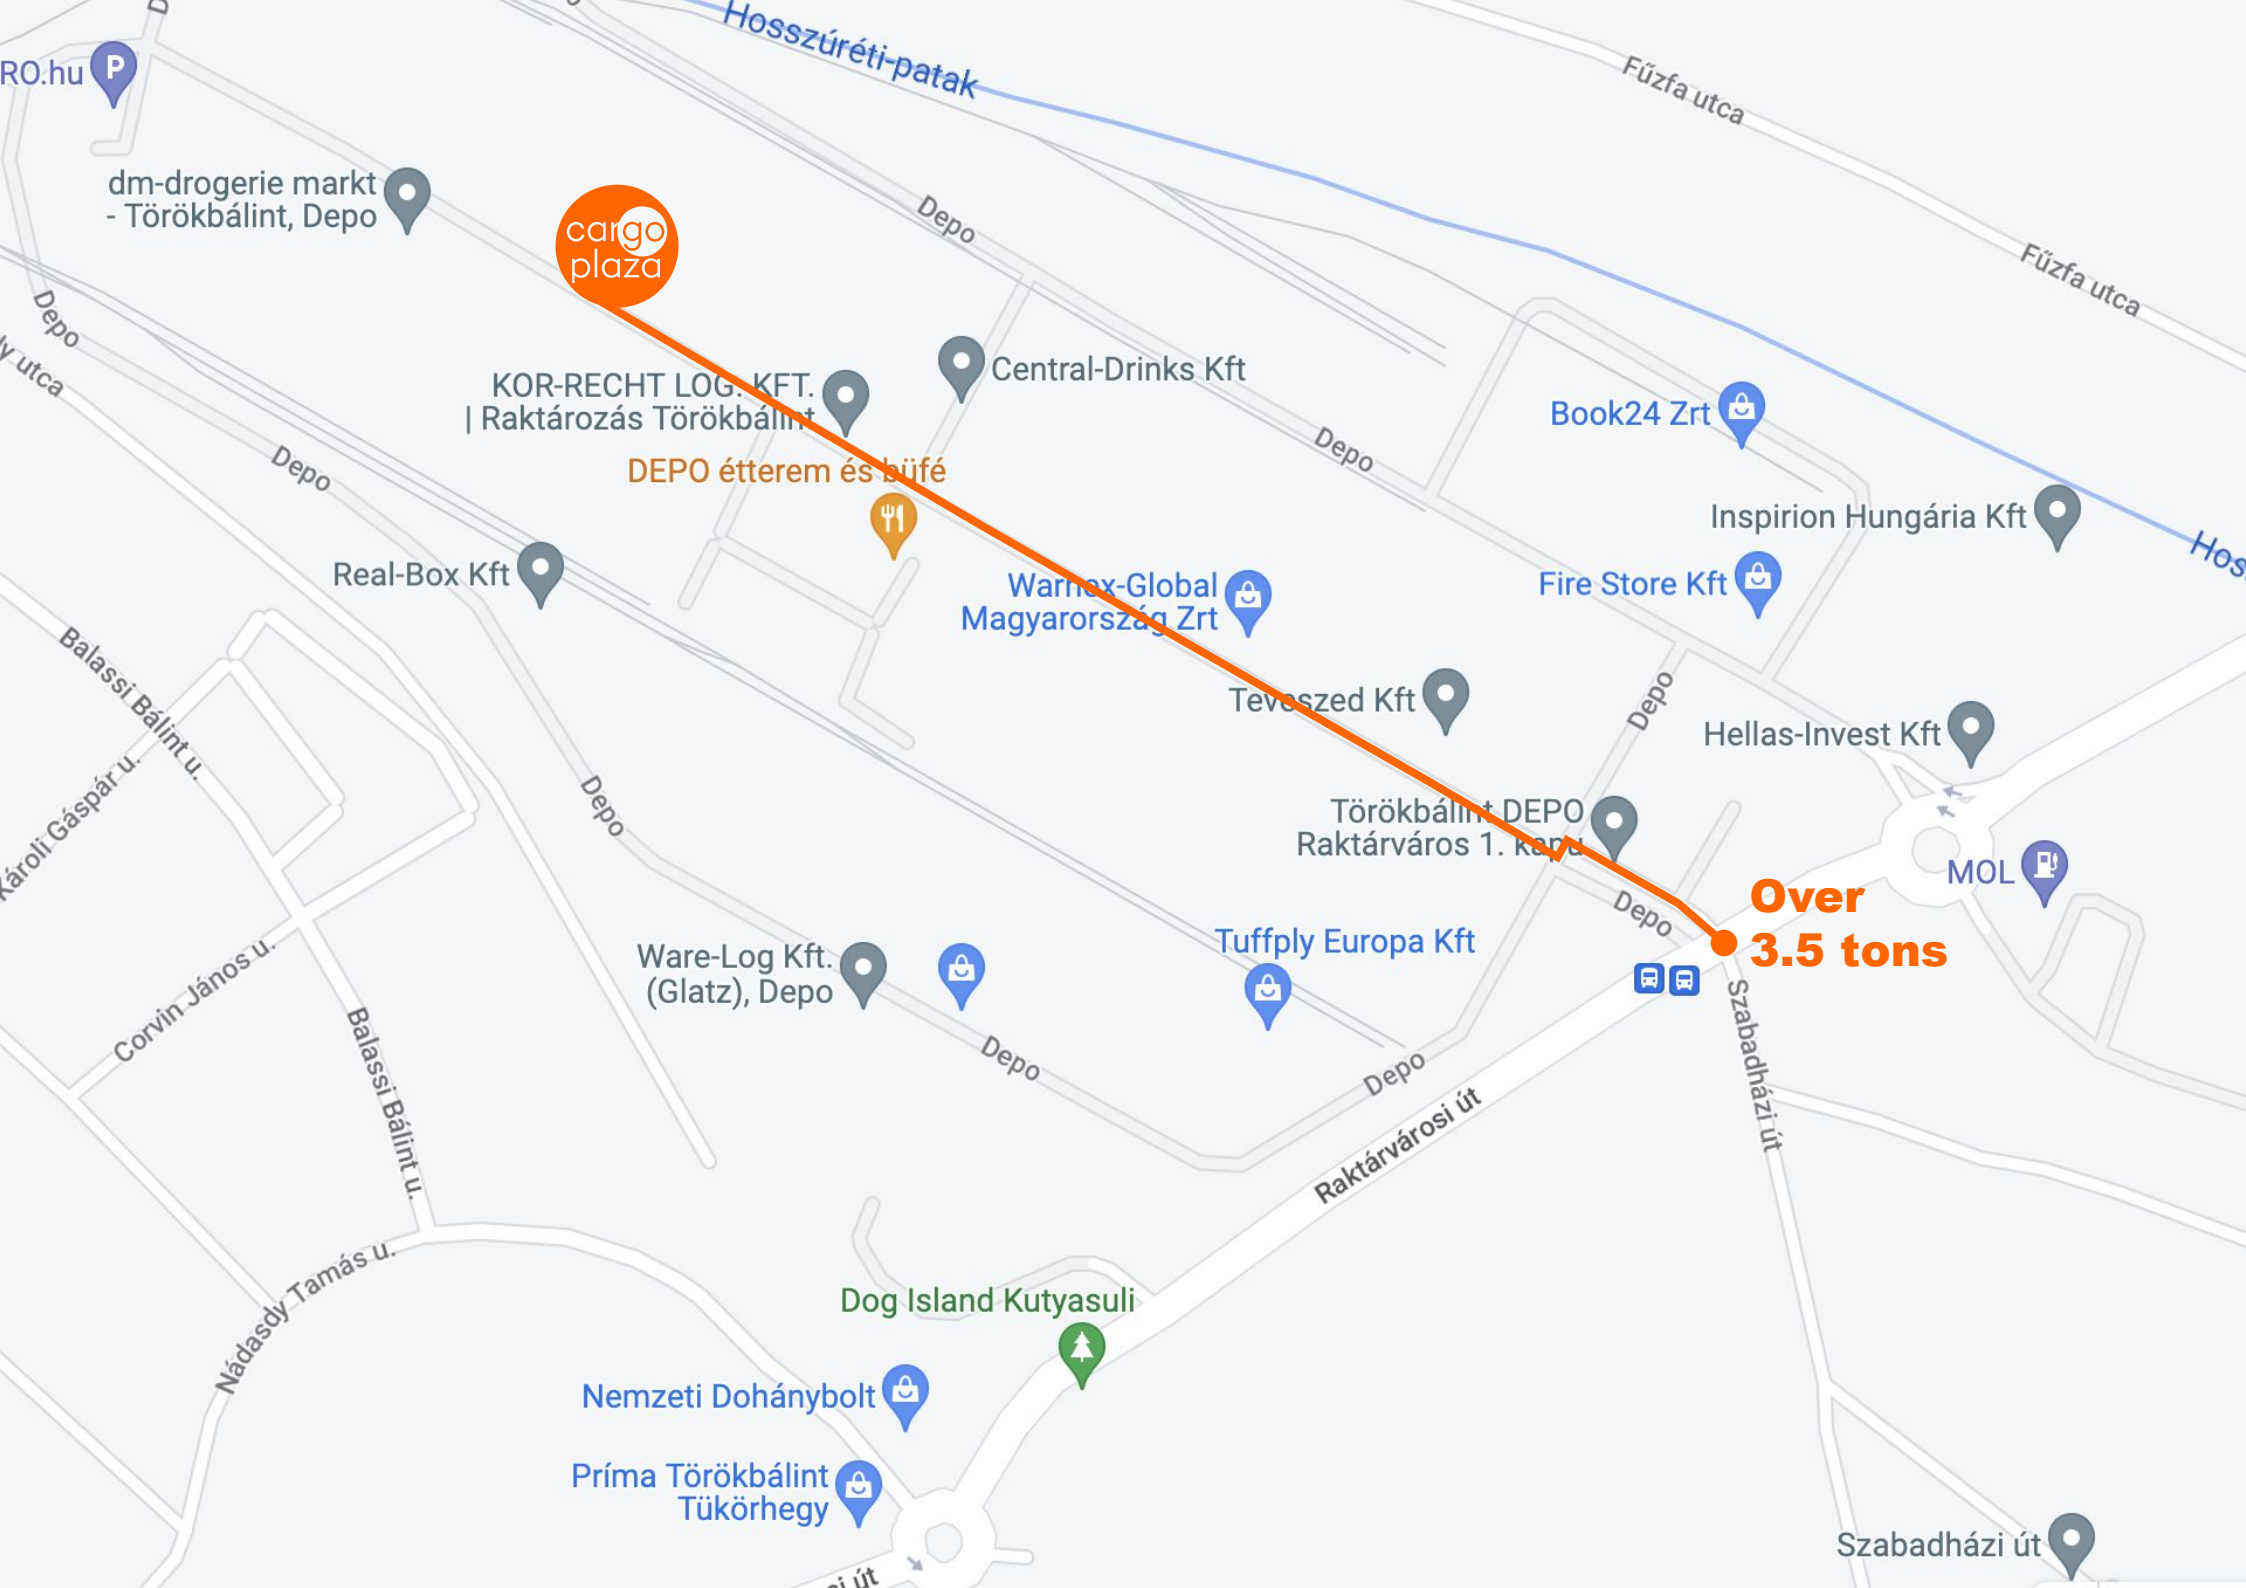 D
Hosszúréti-patak
Fűzfa utca
RO.hu
P
dm-drogerie markt
- Törökbálint, Depo
cargo
plaza
Depo
Fűzfa utca
Depo
y utca
KOR-RECHT LOG. KFT.
| Raktározás Törökbálint
Central-Drinks Kft
Book24 Zrt
Depo
Depo
DEPO étterem és büfé
Inspirion Hungária Kft
Hos
Real-Box Kft
Warnex-Global
Magyarország Zrt
Fire Store Kft
Balassi Bálint u.
Teveszed Kft
Depo
Hellas-Invest Kft
Károli Gáspár u.
Depo
Törökbálint DEPO
Raktárváros 1. kapu
MOL
Over
3.5 tons
Depo
Corvin János u.
Ware-Log Kft.
(Glatz), Depo
Tuffply Europa Kft
Depo
Depo
Szabadházi út
Balassi Bálint u.
Raktárvárosi út
Nádasdy Tamás u.
Dog Island Kutyasuli
Nemzeti Dohánybolt
Príma Törökbálint
Tükörhegy
Szabadházi út
si út